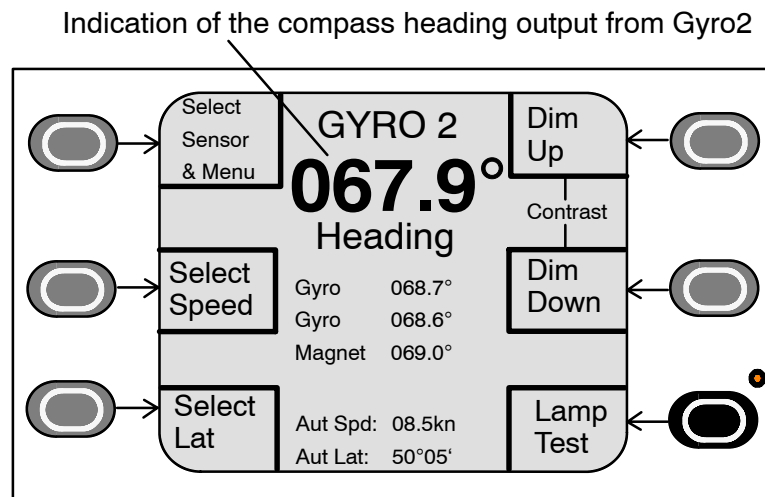 Indication of the compass heading output from Gyro2
Select
Sensor
& Menu
GYRO 2
067.9°
Heading
Dim
Up
Contrast
Select
Speed
Gyro 068.7°
Gyro 068.6°
Magnet 069.0°
Dim
Down
Select
Lat
Aut Spd: 08.5kn
Aut Lat: 50°05‘
Lamp
Test